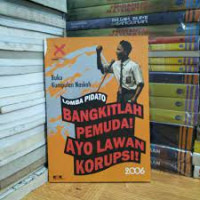 Buku
Kumpulan Naskah
LOMBA PIDATO
BANGKITLAH
PEMUDA!
AYO LAWAN
KORUPSI!
2006